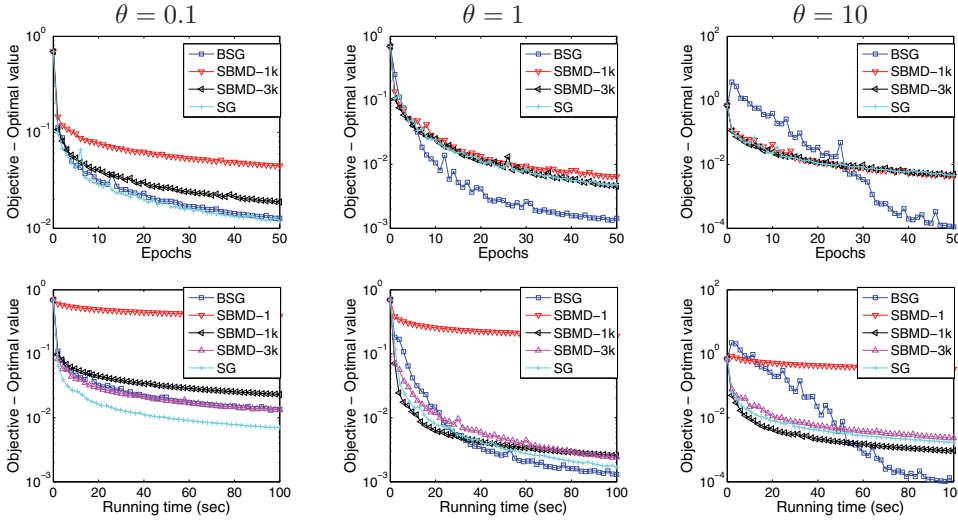 θ = 0.1
θ = 1
θ = 10
Objective − Optimal value
10^0
10^−1
10^−2
0 10 20 30 40 50
Epochs
BSG
SBMD−1k
SBMD−3k
SG
Objective − Optimal value
10^0
10^−1
10^−2
10^−3
0 10 20 30 40 50
Epochs
BSG
SBMD−1k
SBMD−3k
SG
Objective − Optimal value
10^2
10^0
10^−2
10^−4
0 10 20 30 40 50
Epochs
BSG
SBMD−1k
SBMD−3k
SG
Objective − Optimal value
10^0
10^−1
10^−2
10^−3
0 20 40 60 80 100
Running time (sec)
BSG
SBMD−1
SBMD−1k
SBMD−3k
SG
Objective − Optimal value
10^0
10^−1
10^−2
10^−3
0 20 40 60 80 100
Running time (sec)
BSG
SBMD−1
SBMD−1k
SBMD−3k
SG
Objective − Optimal value
10^2
10^0
10^−2
10^−4
0 20 40 60 80 100
Running time (sec)
BSG
SBMD−1
SBMD−1k
SBMD−3k
SG